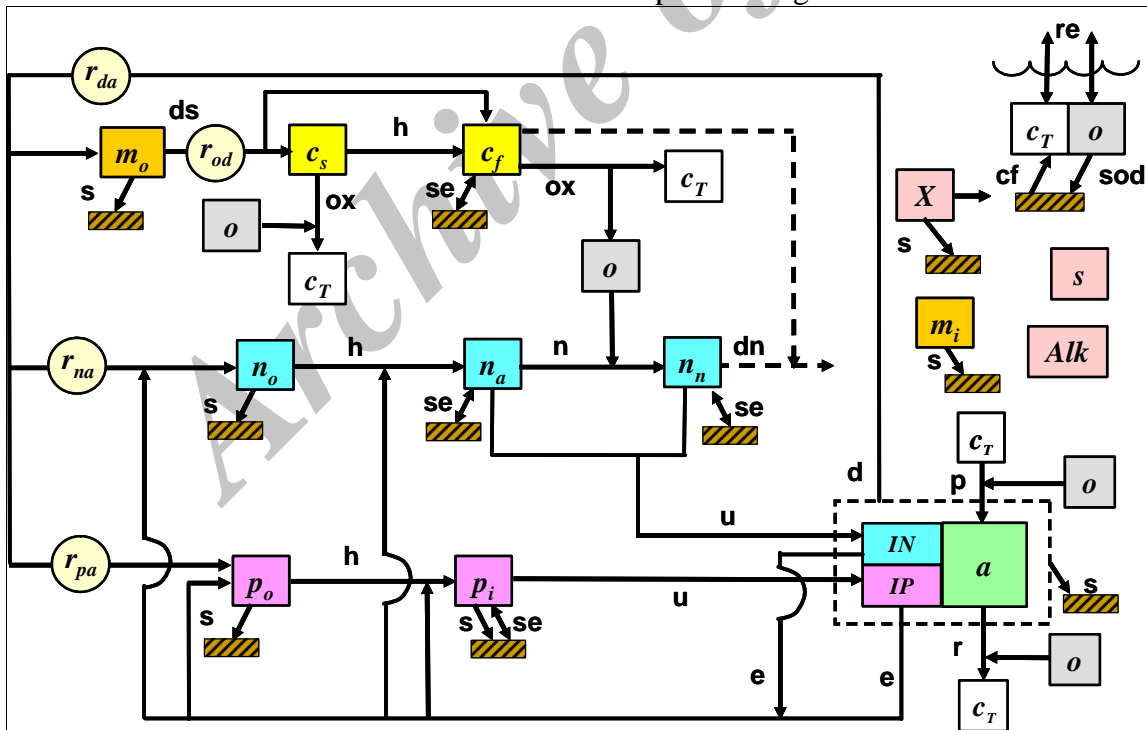 re
r_da
ds
m_o
r_od
c_s
h
c_f
ox
c_T
c_T o
s
ox
se
cf
sod
o
X
c_T
o
s
s
m_i
Alk
s
r_na
n_o
h
n_a
n
n_n
dn
s
se
se
c_T
d
p
o
u
IN
a
r_pa
p_o
h
p_i
IP
s
s
s
se
u
r
o
e
e
c_T
Archive of